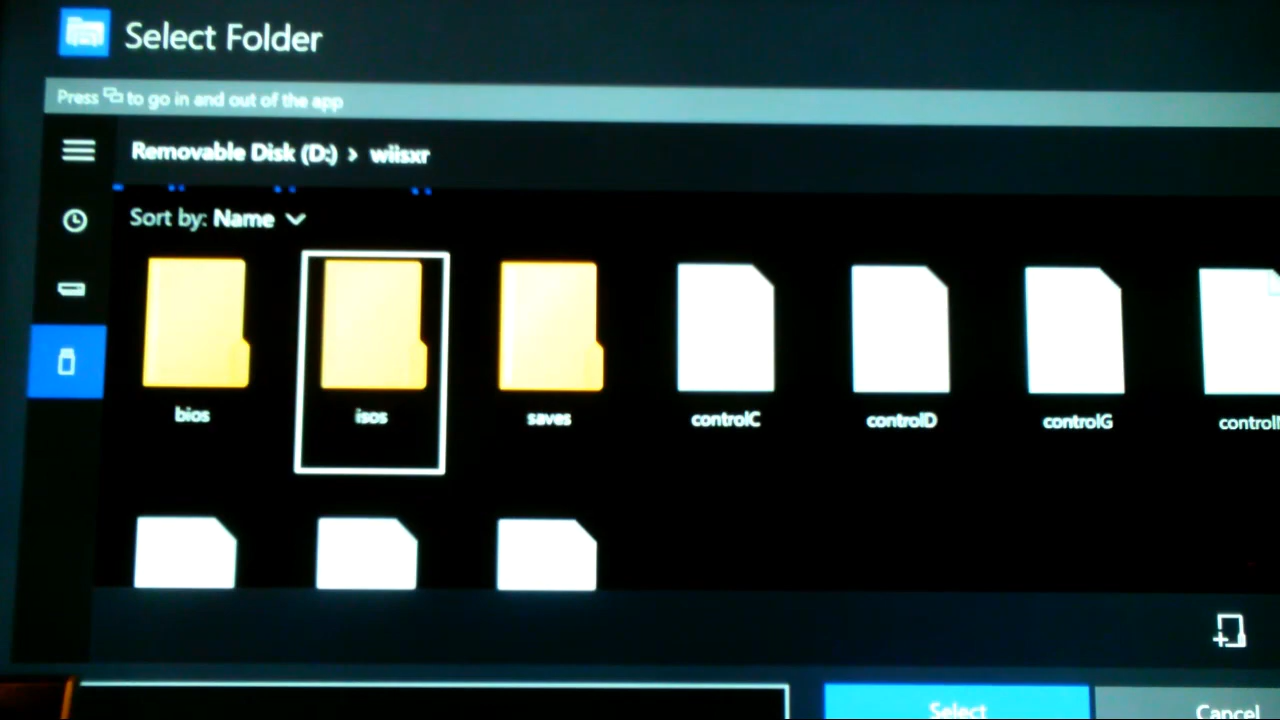 Select Folder
Press to go in and out of the app
Removable Disk (D:) > wiisxr
Sort by: Name
bios
isos
saves
controlC
controlD
controlG
Select
Cancel